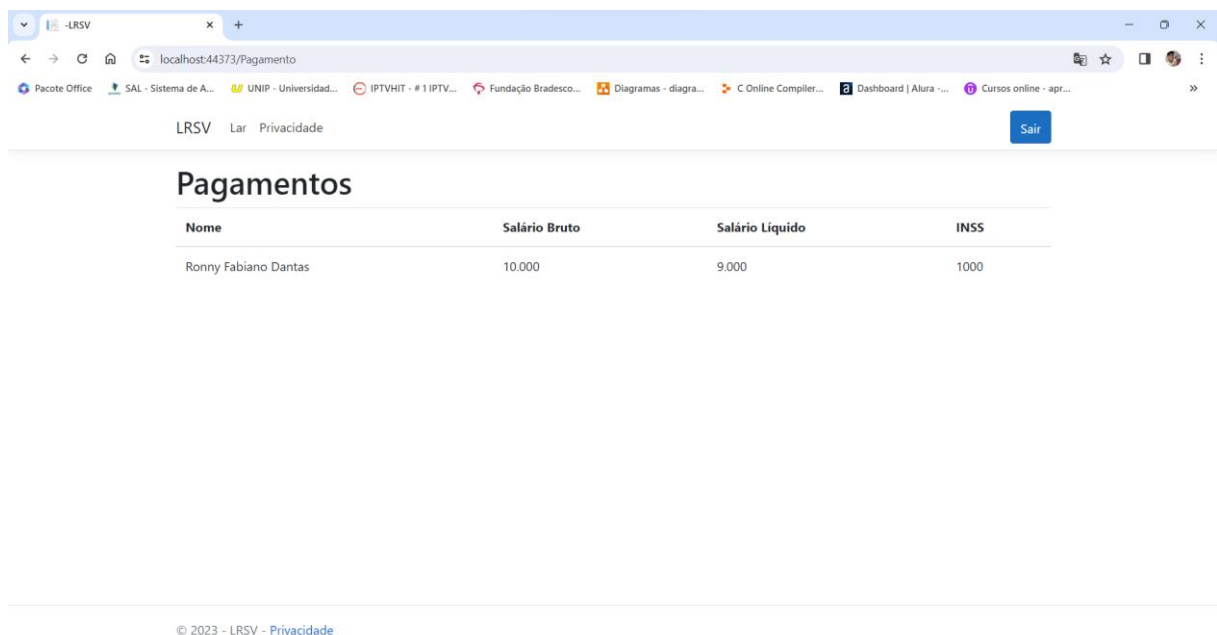 -LRSV
localhost:44373/Pagamento
Pacote Office SAL - Sistema de A... UNIP - Universidad... IPTVHIT - # 1 IPTV... Fundação Bradesco... Diagramas - diagra... C Online Compiler... Dashboard | Alura -... Cursos online - apr... »
LRSV Lar Privacidade Sair
Pagamentos
Nome Salário Bruto Salário Líquido INSS
Ronny Fabiano Dantas 10.000 9.000 1000
© 2023 - LRSV - Privacidade